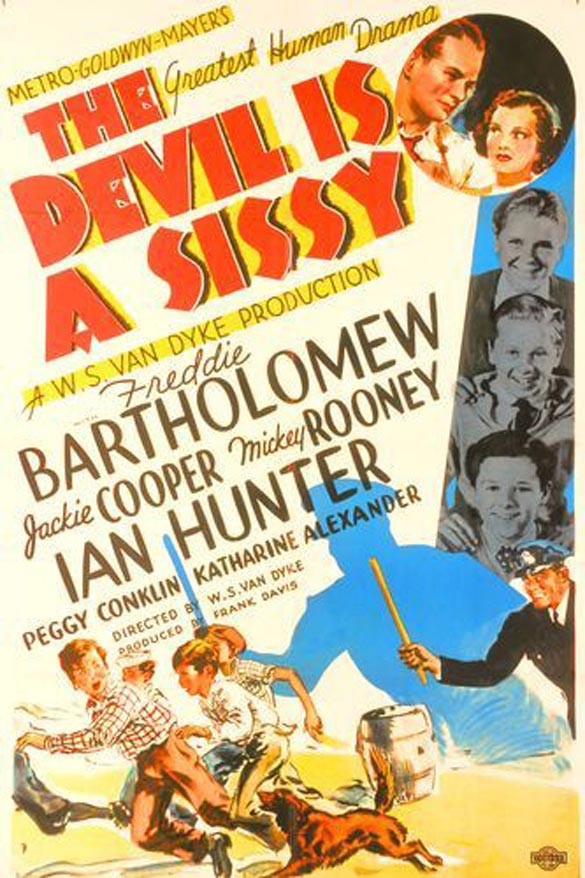 METRO-GOLDWYN-MAYER'S
The Greatest Human Drama
THE
DEVIL IS
A SISSY
A W.S. VAN DYKE PRODUCTION
WITH
Freddie
BARTHOLOMEW
Jackie COOPER Mickey ROONEY
IAN HUNTER
PEGGY CONKLIN KATHARINE ALEXANDER
DIRECTED BY W.S. VAN DYKE
PRODUCED BY FRANK DAVIS